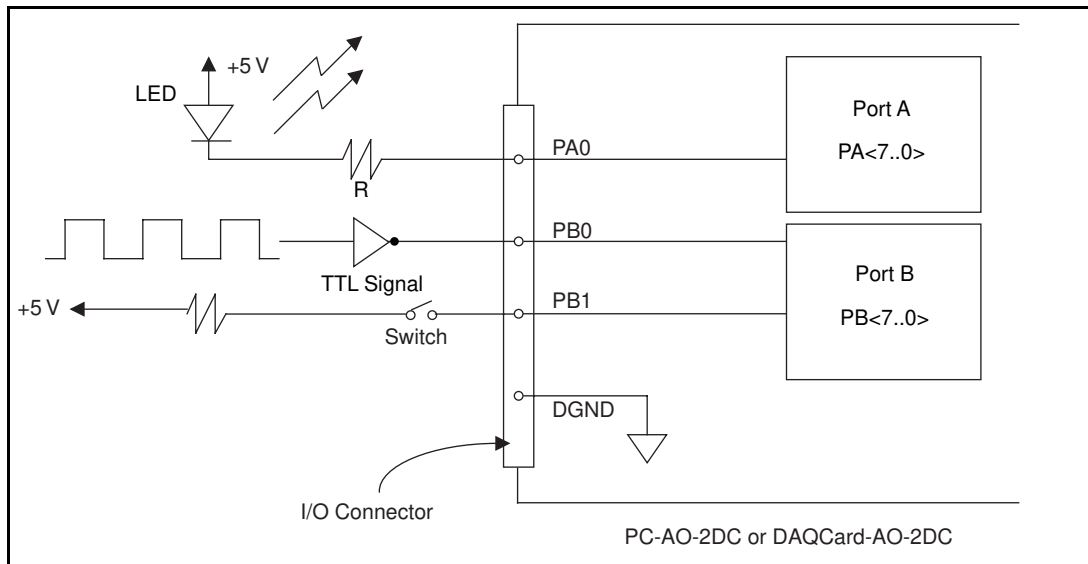 +5 V
LED
R
PA0
Port A
PA<7..0>
TTL Signal
PB0
Port B
PB<7..0>
+5 V
Switch
PB1
DGND
I/O Connector
PC-AO-2DC or DAQCard-AO-2DC